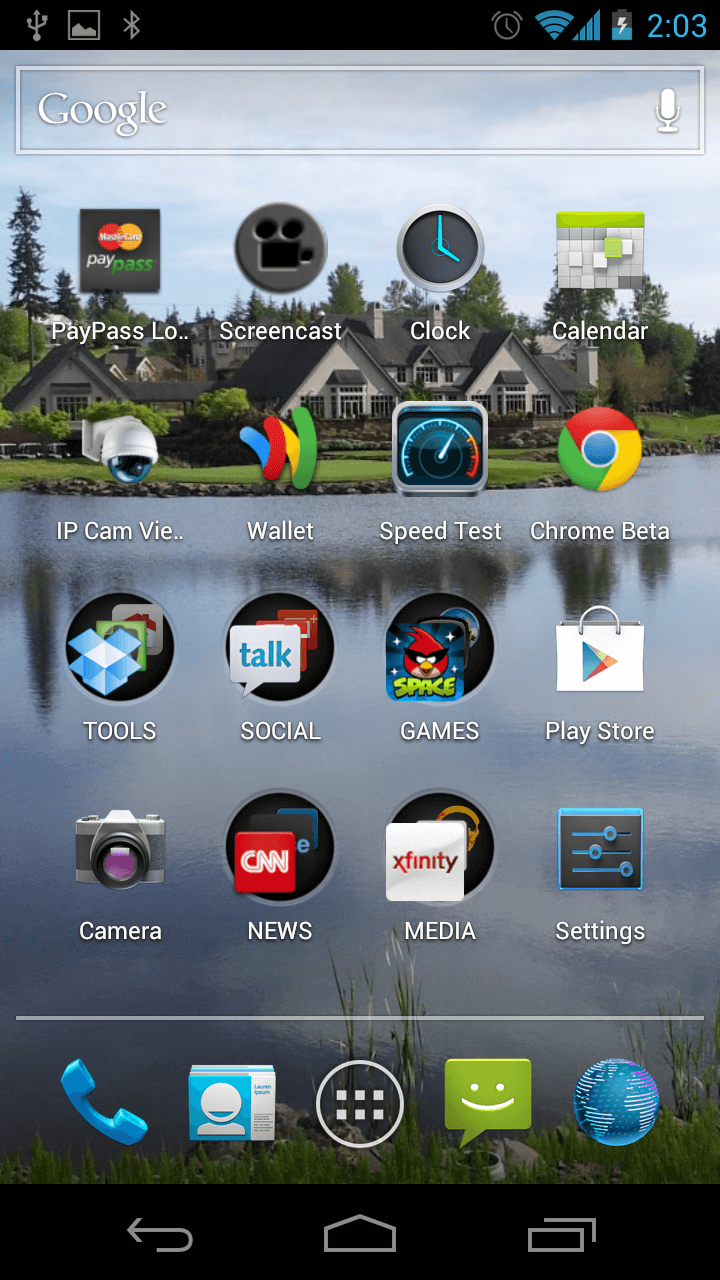 2:03
Google
MasterCard
paypass
PayPass Lo..
Screencast
Clock
Calendar
IP Cam Vie..
Wallet
Speed Test
Chrome Beta
talk
SPACE
TOOLS
SOCIAL
GAMES
Play Store
CNN
e
xfinity
Camera
NEWS
MEDIA
Settings
Lauren
Ipsum